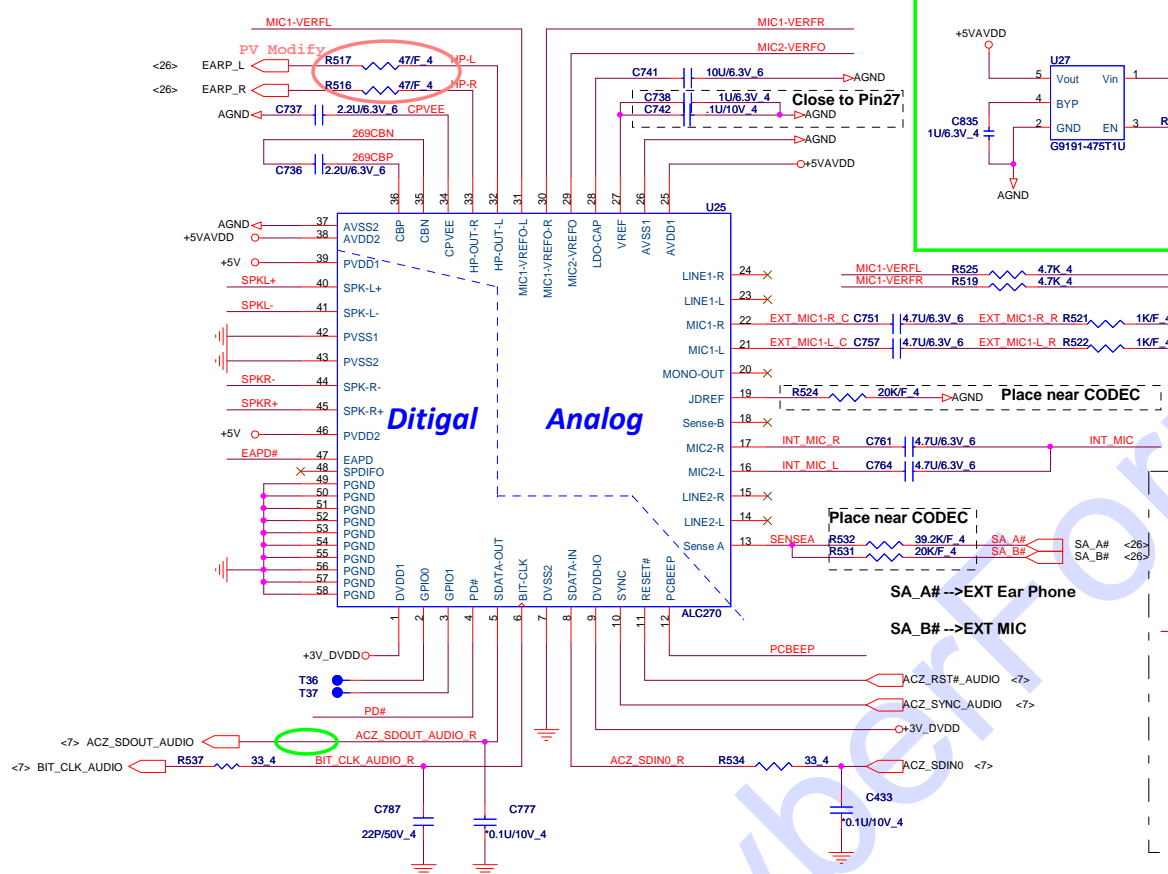 MIC1-VERFL
MIC1-VERFR
PV Modify
MIC2-VERFO
<26> EARP_L R517 47/F_4 HP-L
<26> EARP_R R516 47/F_4 HP-R
AGND C737 2.2U/6.3V_6 CPVEE
269CBN
269CBP
C736 2.2U/6.3V_6
C741 10U/6.3V_6 AGND
C738 1U/6.3V_4 Close to Pin27
C742 .1U/10V_4 AGND
AGND
+5VAVDD
+5VAVDD
U27
5 Vout Vin 1
4 BYP
2 GND EN 3
C835
1U/6.3V_4
G9191-475T1U
R
AGND
36 35 34 33 32 31 30 29 28 27 26 25
U25
CBP
CBN
CPVEE
HP-OUT-R
HP-OUT-L
MIC1-VREFO-L
MIC1-VREFO-R
MIC2-VREFO
LDO-CAP
VREF
AVSS1
AVDD1
AGND 37 AVSS2
+5VAVDD 38 AVDD2
+5V 39 PVDD1
SPKL+ 40 SPK-L+
SPKL- 41 SPK-L-
42 PVSS1
43 PVSS2
SPKR- 44 SPK-R-
SPKR+ 45 SPK-R+
+5V 46 PVDD2
EAPD# 47 EAPD
48 SPDIFO
49 PGND
50 PGND
51 PGND
52 PGND
53 PGND
54 PGND
55 PGND
56 PGND
57 PGND
58 PGND
Ditigal
Analog
LINE1-R 24
LINE1-L 23
MIC1-R 22 EXT_MIC1-R_C C751 4.7U/6.3V_6 EXT_MIC1-R_R R521 1K/F_4
MIC1-L 21 EXT_MIC1-L_C C757 4.7U/6.3V_6 EXT_MIC1-L_R R522 1K/F_4
MONO-OUT 20
JDREF 19 R524 20K/F_4 AGND Place near CODEC
Sense-B 18
MIC2-R 17 INT_MIC_R C761 4.7U/6.3V_6 INT_MIC
MIC2-L 16 INT_MIC_L C764 4.7U/6.3V_6
LINE2-R 15
LINE2-L 14
Sense A 13 SENSEA
MIC1-VERFL R525 4.7K_4
MIC1-VERFR R519 4.7K_4
Place near CODEC
R532 39.2K/F_4 SA_A# SA_A# <26>
R531 20K/F_4 SA_B# SA_B# <26>
SA_A# -->EXT Ear Phone
SA_B# -->EXT MIC
DVDD1
GPIO0
GPIO1
PD#
SDATA-OUT
BIT-CLK
DVSS2
SDATA-IN
DVDD-IO
SYNC
RESET#
PCBEEP
ALC270
1 2 3 4 5 6 7 8 9 10 11 12
+3V_DVDD
PCBEEP
T36
T37
ACZ_RST#_AUDIO <7>
PD#
ACZ_SYNC_AUDIO <7>
+3V_DVDD
<7> ACZ_SDOUT_AUDIO ACZ_SDOUT_AUDIO_R
<7> BIT_CLK_AUDIO R537 33_4 BIT_CLK_AUDIO_R
ACZ_SDIN0_R R534 33_4 ACZ_SDIN0 <7>
C787
22P/50V_4
C777
*0.1U/10V_4
C433
*0.1U/10V_4